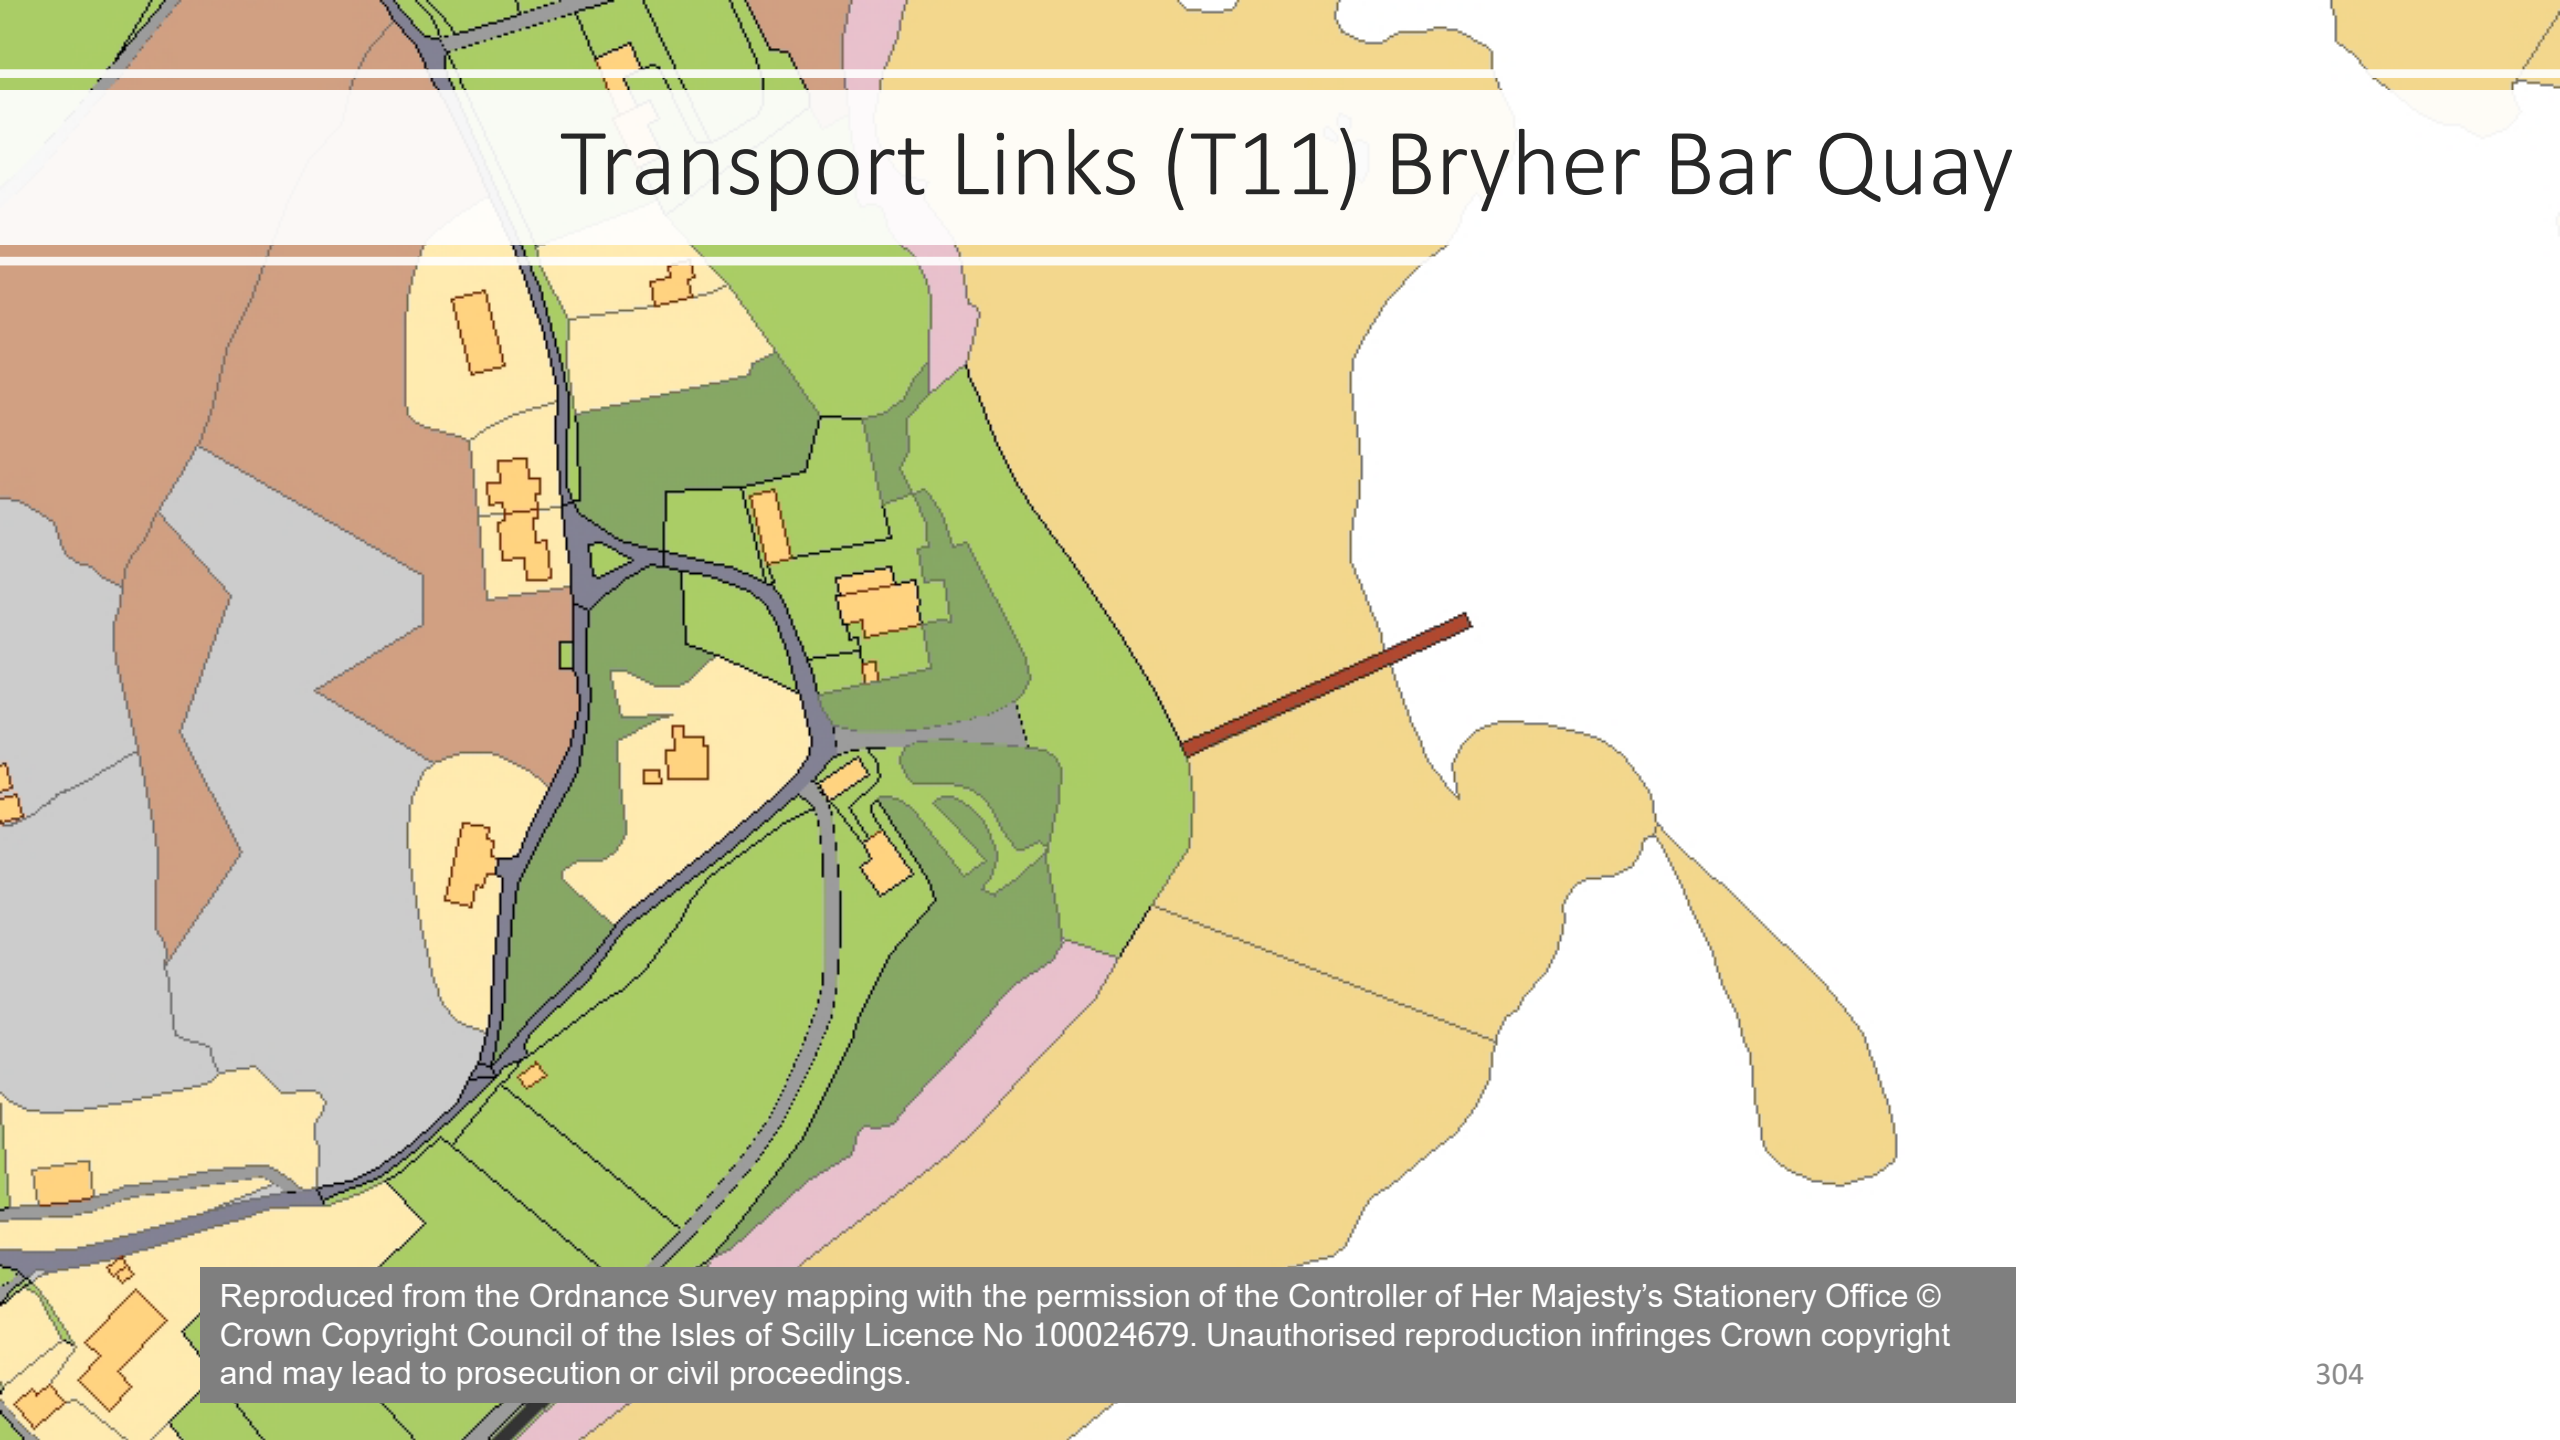 Transport Links (T11) Bryher Bar Quay
Reproduced from the Ordnance Survey mapping with the permission of the Controller of Her Majesty’s Stationery Office ©
Crown Copyright Council of the Isles of Scilly Licence No 100024679. Unauthorised reproduction infringes Crown copyright
and may lead to prosecution or civil proceedings.
304